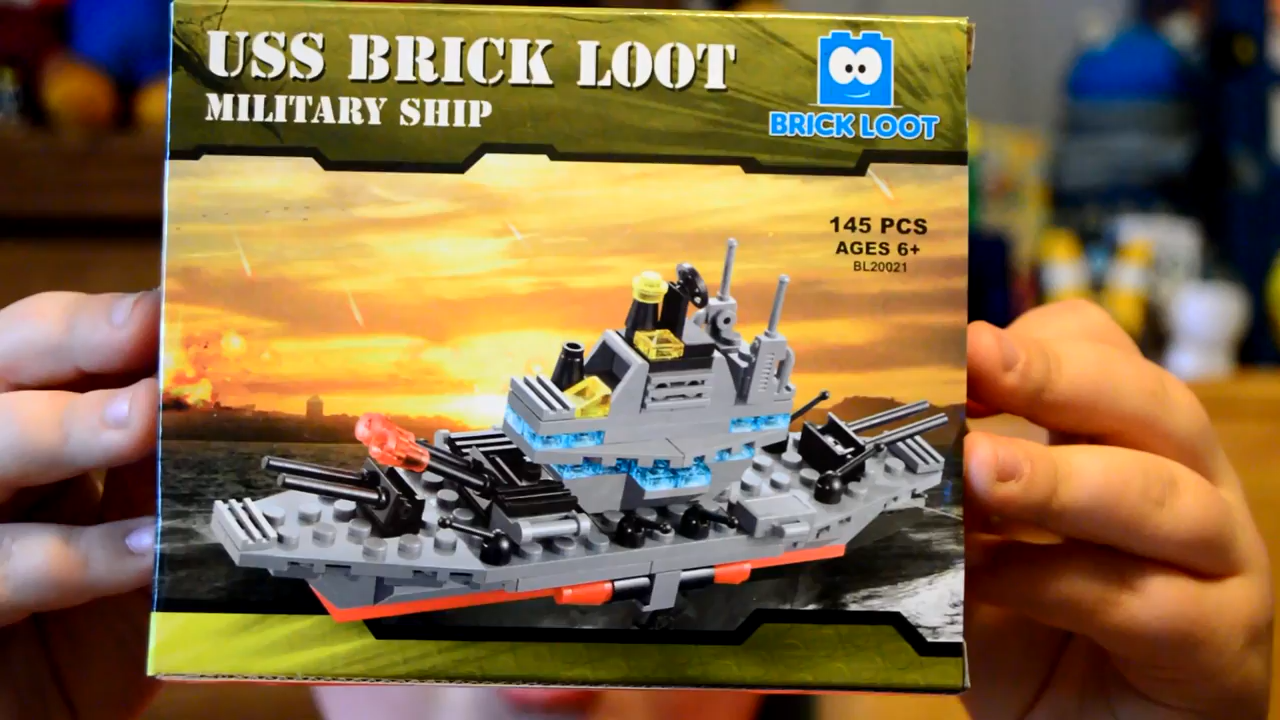 USS BRICK LOOT
MILITARY SHIP
BRICK LOOT
145 PCS
AGES 6+
BL20021